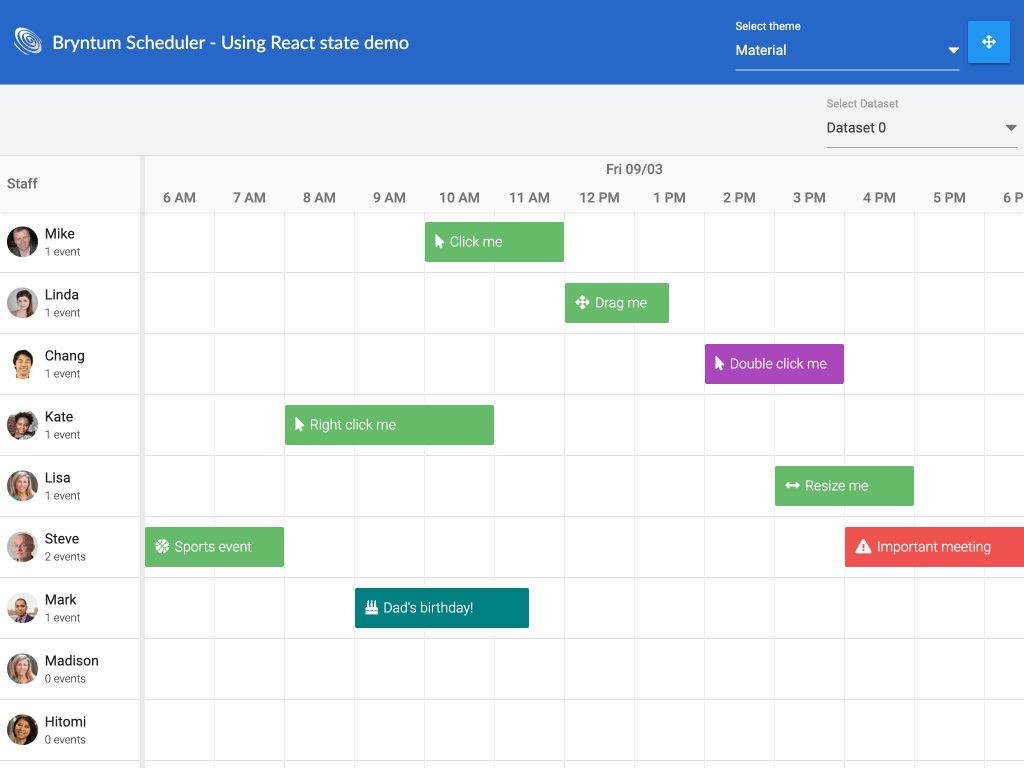 Bryntum Scheduler - Using React state demo
Select theme
Material
Select Dataset
Dataset 0
Staff
Fri 09/03
6 AM 7 AM 8 AM 9 AM 10 AM 11 AM 12 PM 1 PM 2 PM 3 PM 4 PM 5 PM 6 P
Mike
1 event
Click me
Linda
1 event
Drag me
Chang
1 event
Double click me
Kate
1 event
Right click me
Lisa
1 event
Resize me
Steve
2 events
Sports event
Important meeting
Mark
1 event
Dad's birthday!
Madison
0 events
Hitomi
0 events